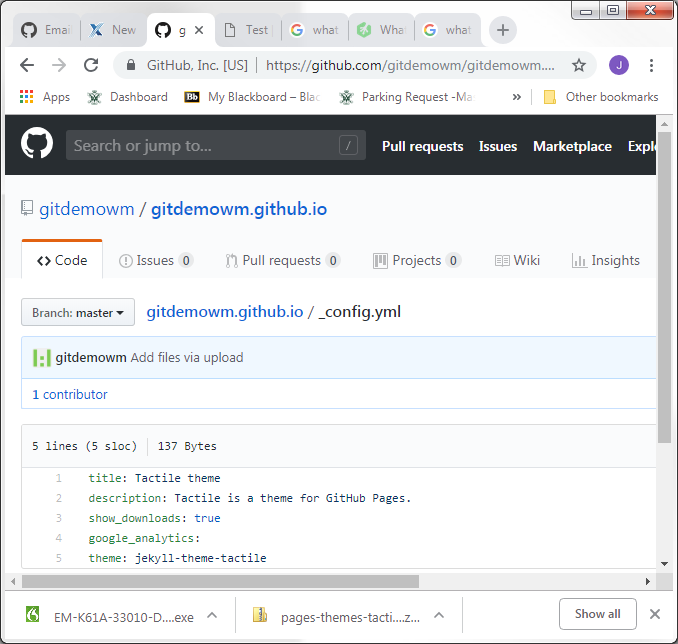 Email
New
g
Test
what
Wha
what
GitHub, Inc. [US] https://github.com/gitdemowm/gitdemowm....
J
Apps Dashboard Bb My Blackboard – Blac Parking Request -Ma » Other bookmarks
Search or jump to... / Pull requests Issues Marketplace Explo
gitdemowm / gitdemowm.github.io
<> Code Issues 0 Pull requests 0 Projects 0 Wiki Insights
Branch: master gitdemowm.github.io / _config.yml
gitdemowm Add files via upload
1 contributor
5 lines (5 sloc) 137 Bytes
1 title: Tactile theme
2 description: Tactile is a theme for GitHub Pages.
3 show_downloads: true
4 google_analytics:
5 theme: jekyll-theme-tactile
EM-K61A-33010-D....exe pages-themes-tacti....z... Show all